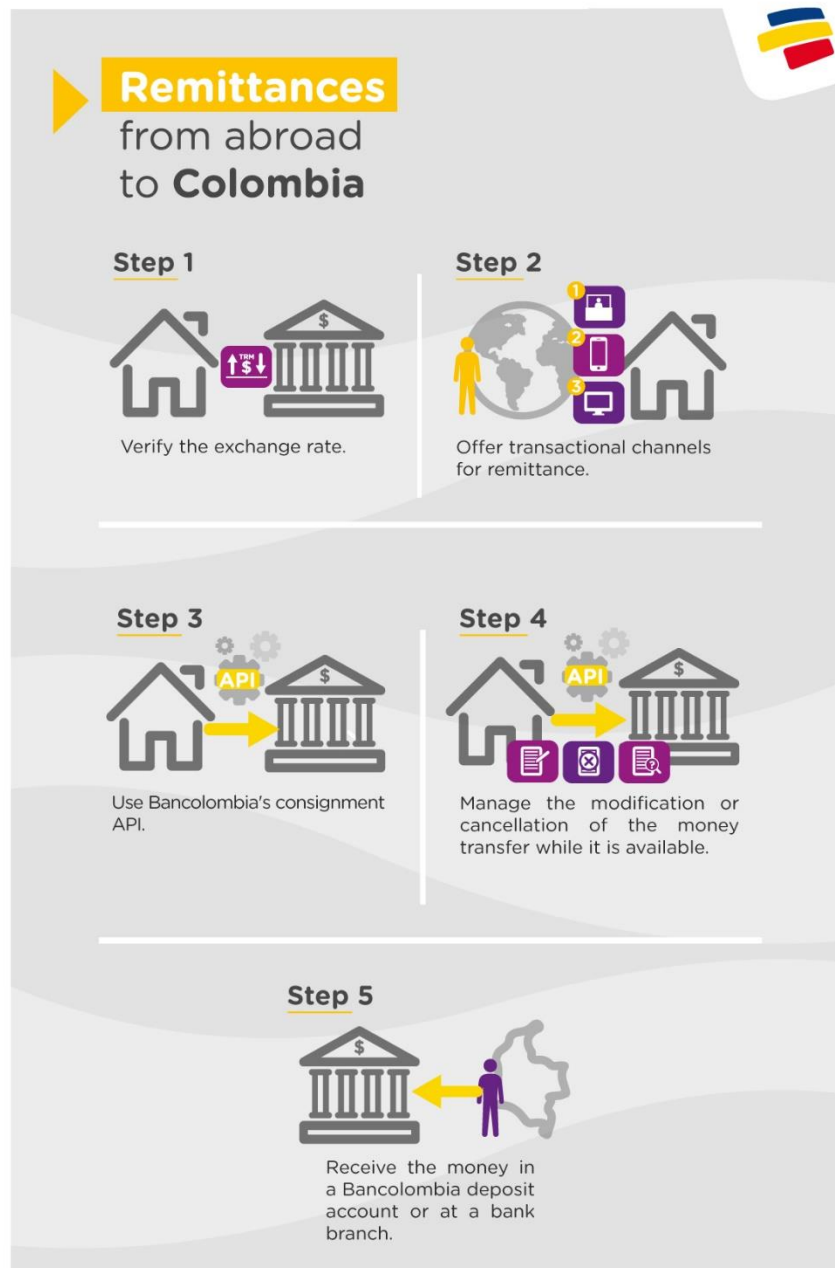 Remittances
from abroad
to Colombia
Step 1
TRM
$
$
Verify the exchange rate.
Step 2
1
2
3
Offer transactional channels
for remittance.
Step 3
API
$
Use Bancolombia's consignment
API.
Step 4
API
$
?
Manage the modification or
cancellation of the money
transfer while it is available.
Step 5
$
Receive the money in
a Bancolombia deposit
account or at a bank
branch.